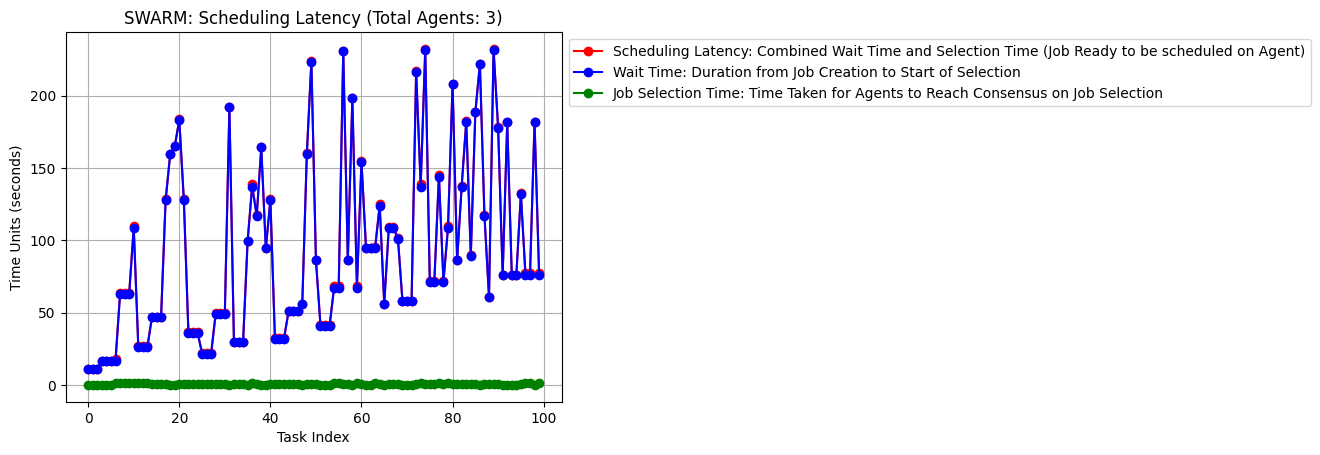 SWARM: Scheduling Latency (Total Agents: 3)
Scheduling Latency: Combined Wait Time and Selection Time (Job Ready to be scheduled on Agent)
Wait Time: Duration from Job Creation to Start of Selection
Job Selection Time: Time Taken for Agents to Reach Consensus on Job Selection
Time Units (seconds)
200
150
100
50
0
0 20 40 60 80 100
Task Index